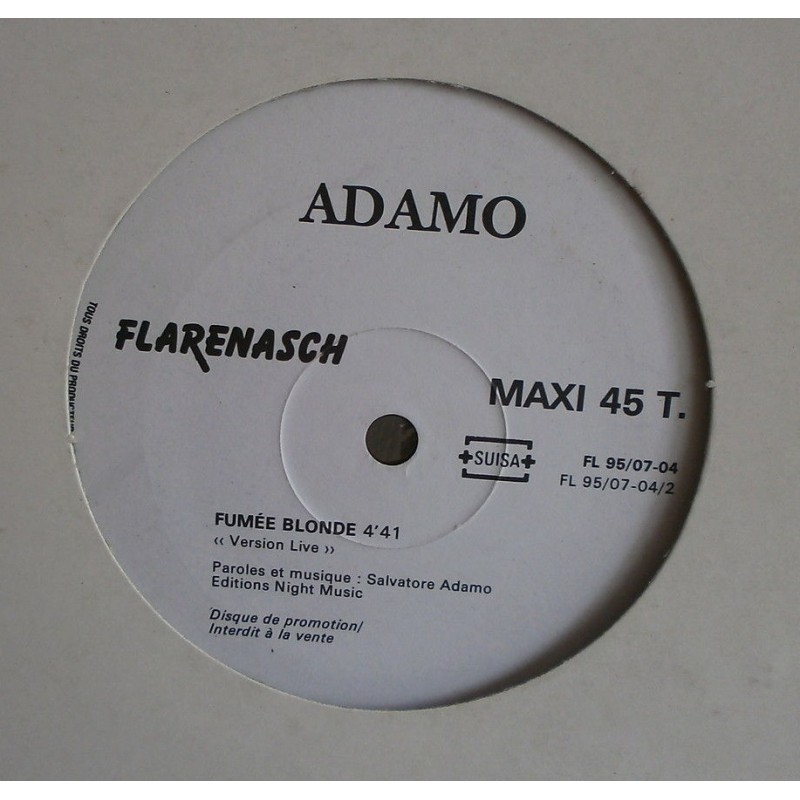 ADAMO
TOUS DROITS DU
FLARENASCH
MAXI 45 T.
+SUISA+
FL 95/07-04
FL 95/07-04/2
FUMÉE BLONDE 4'41
‹‹ Version Live ››
Paroles et musique : Salvatore Adamo
Editions Night Music
Disque de promotion/
Interdit à la vente